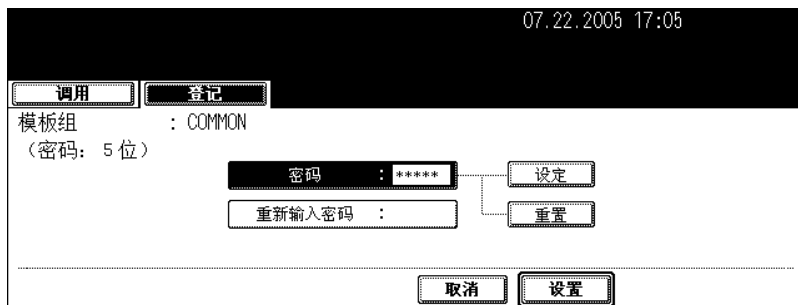 07.22.2005 17:05
调用 登记
模板组 : COMMON
（密码: 5位）
密码 : ***** 设定
重新输入密码 : 重置
取消 设置